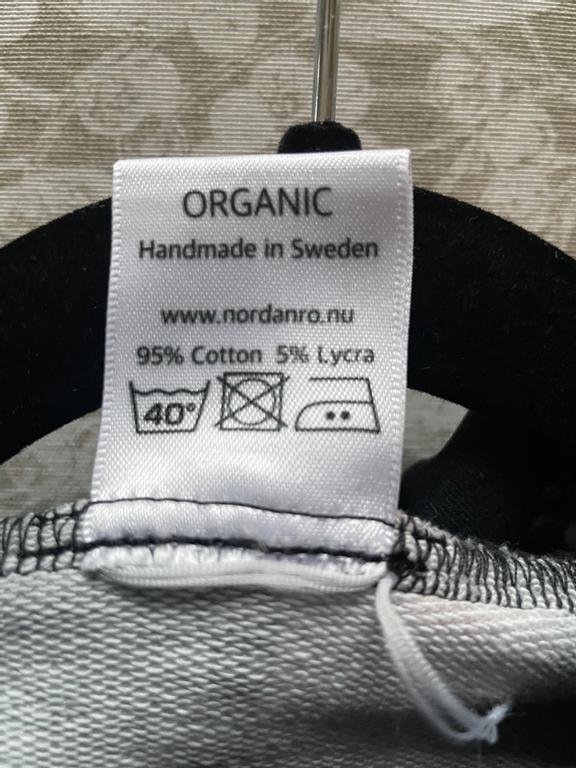 ORGANIC
Handmade in Sweden
www.nordanro.nu
95% Cotton 5% Lycra
40°